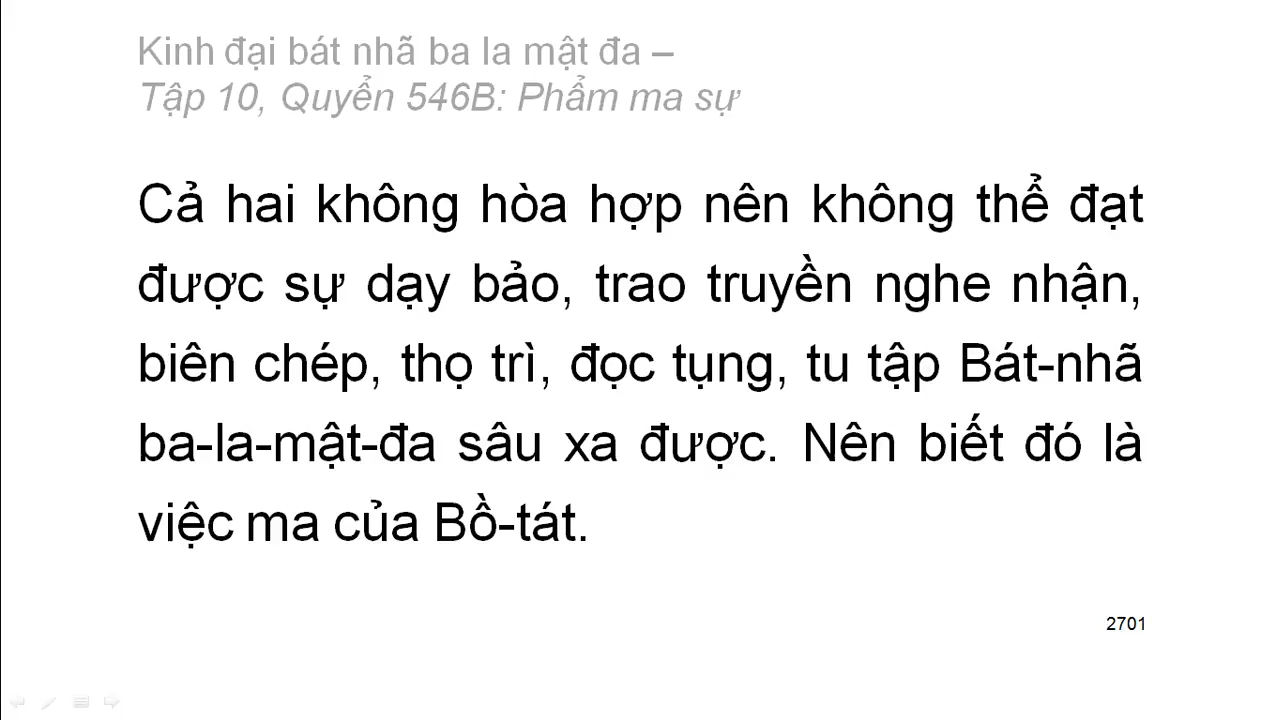 Kinh đại bát nhã ba la mật đa –
Tập 10, Quyển 546B: Phẩm ma sự
Cả hai không hòa hợp nên không thể đạt
được sự dạy bảo, trao truyền nghe nhận,
biên chép, thọ trì, đọc tụng, tu tập Bát-nhã
ba-la-mật-đa sâu xa được. Nên biết đó là
việc ma của Bồ-tát.
2701